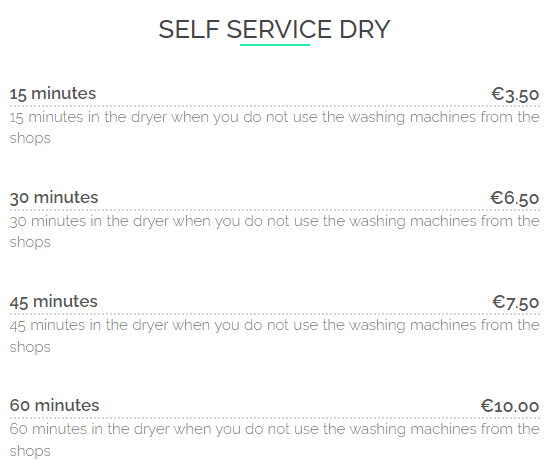 SELF SERVICE DRY
15 minutes €3.50
15 minutes in the dryer when you do not use the washing machines from the
shops
30 minutes €6.50
30 minutes in the dryer when you do not use the washing machines from the
shops
45 minutes €7.50
45 minutes in the dryer when you do not use the washing machines from the
shops
60 minutes €10.00
60 minutes in the dryer when you do not use the washing machines from the
shops